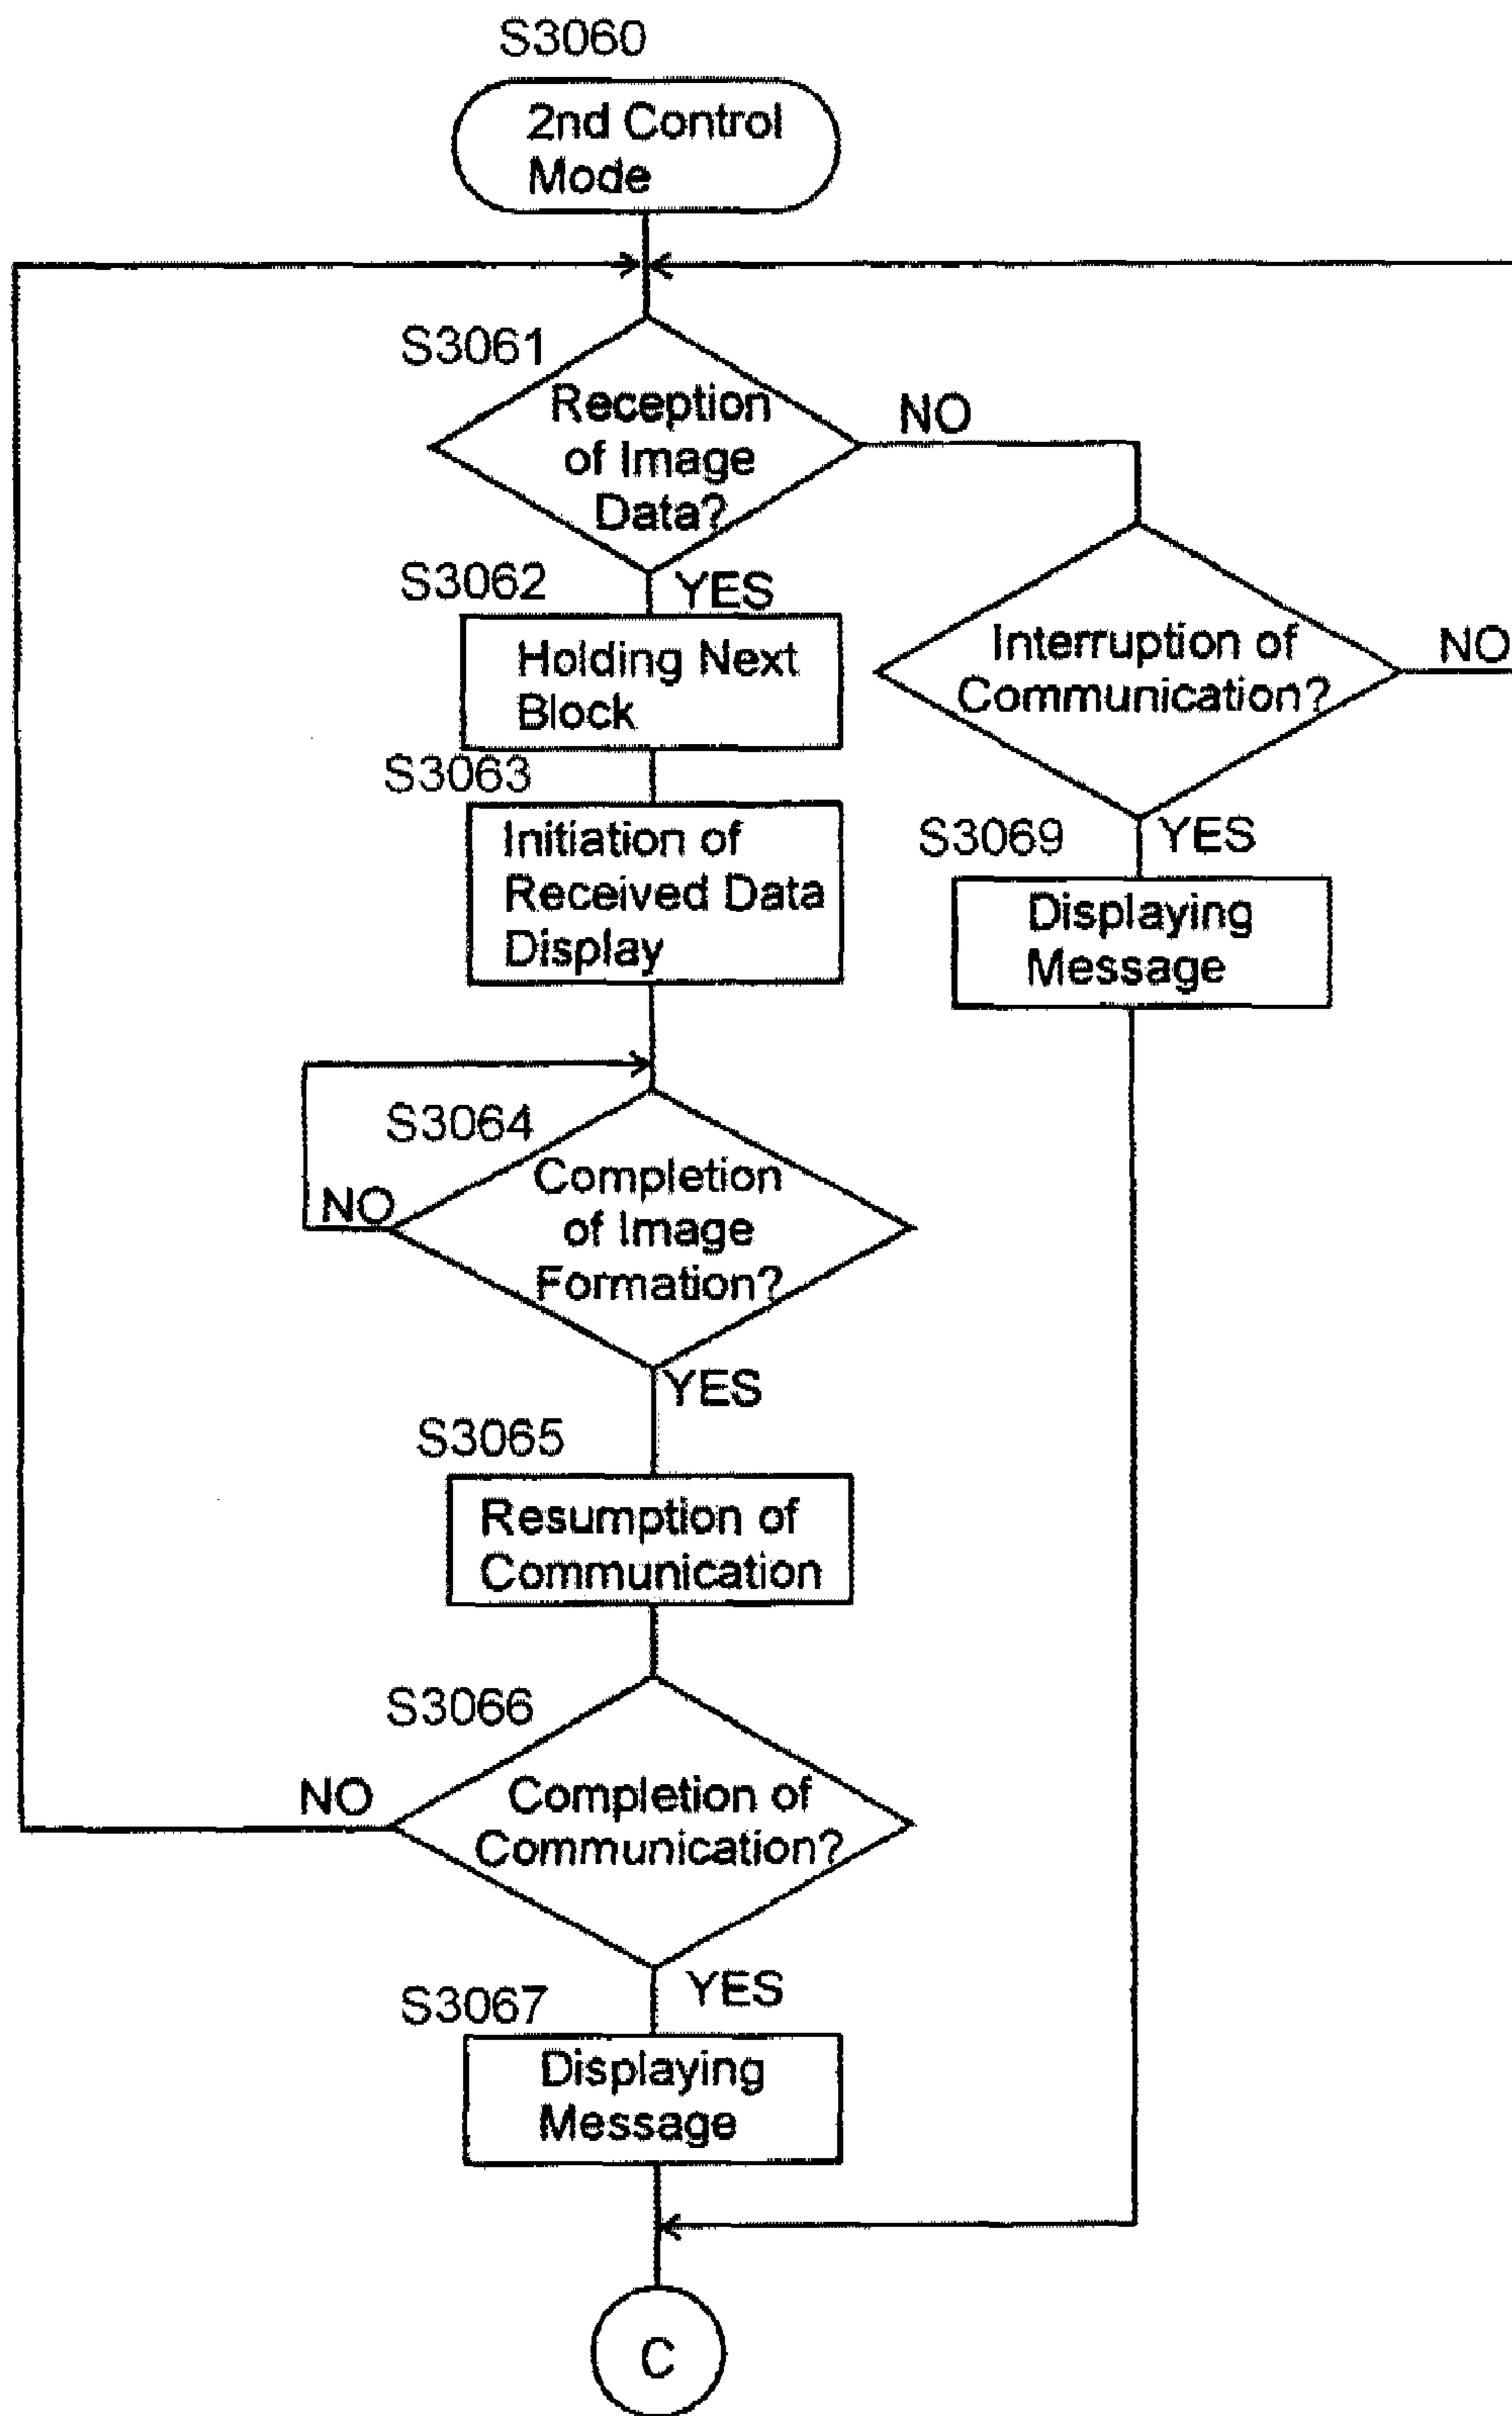 S3060
2nd Control
Mode
S3061
Reception
of Image
Data?
NO
S3062
YES
Holding Next
Block
Interruption of
Communication?
NO
S3063
Initiation of
Received Data
Display
S3069
YES
Displaying
Message
S3064
Completion
of Image
Formation?
NO
YES
S3065
Resumption of
Communication
S3066
Completion of
Communication?
NO
YES
S3067
Displaying
Message
C